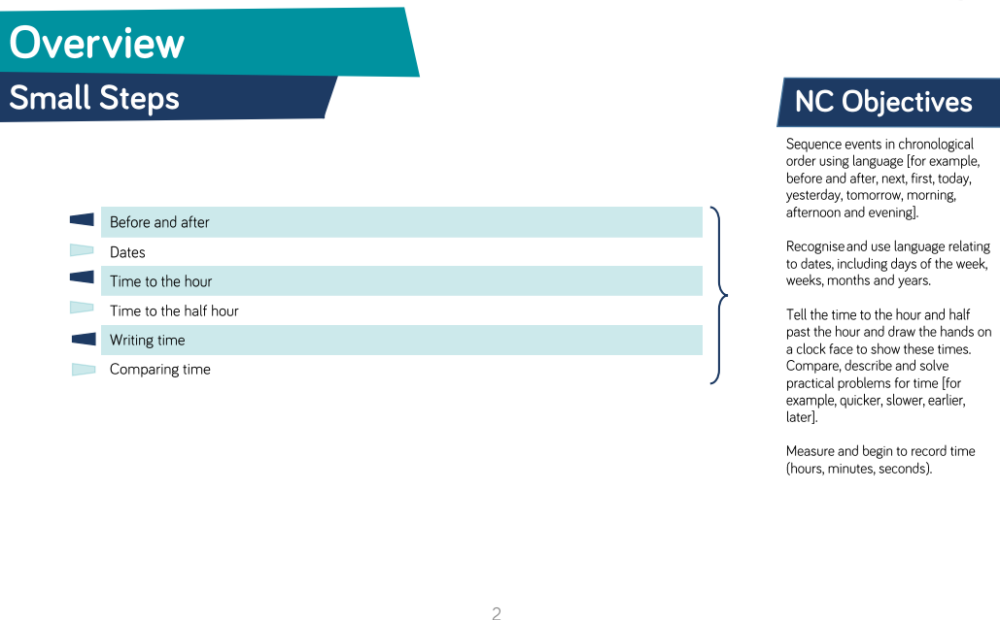 Overview
Small Steps
Before and after
Dates
Time to the hour
Time to the half hour
Writing time
Comparing time
NC Objectives
Sequence events in chronological
order using language [for example,
before and after, next, first, today,
yesterday, tomorrow, morning,
afternoon and evening].
Recognise and use language relating
to dates, including days of the week,
weeks, months and years.
Tell the time to the hour and half
past the hour and draw the hands on
a clock face to show these times.
Compare, describe and solve
practical problems for time [for
example, quicker, slower, earlier,
later].
Measure and begin to record time
(hours, minutes, seconds).
2